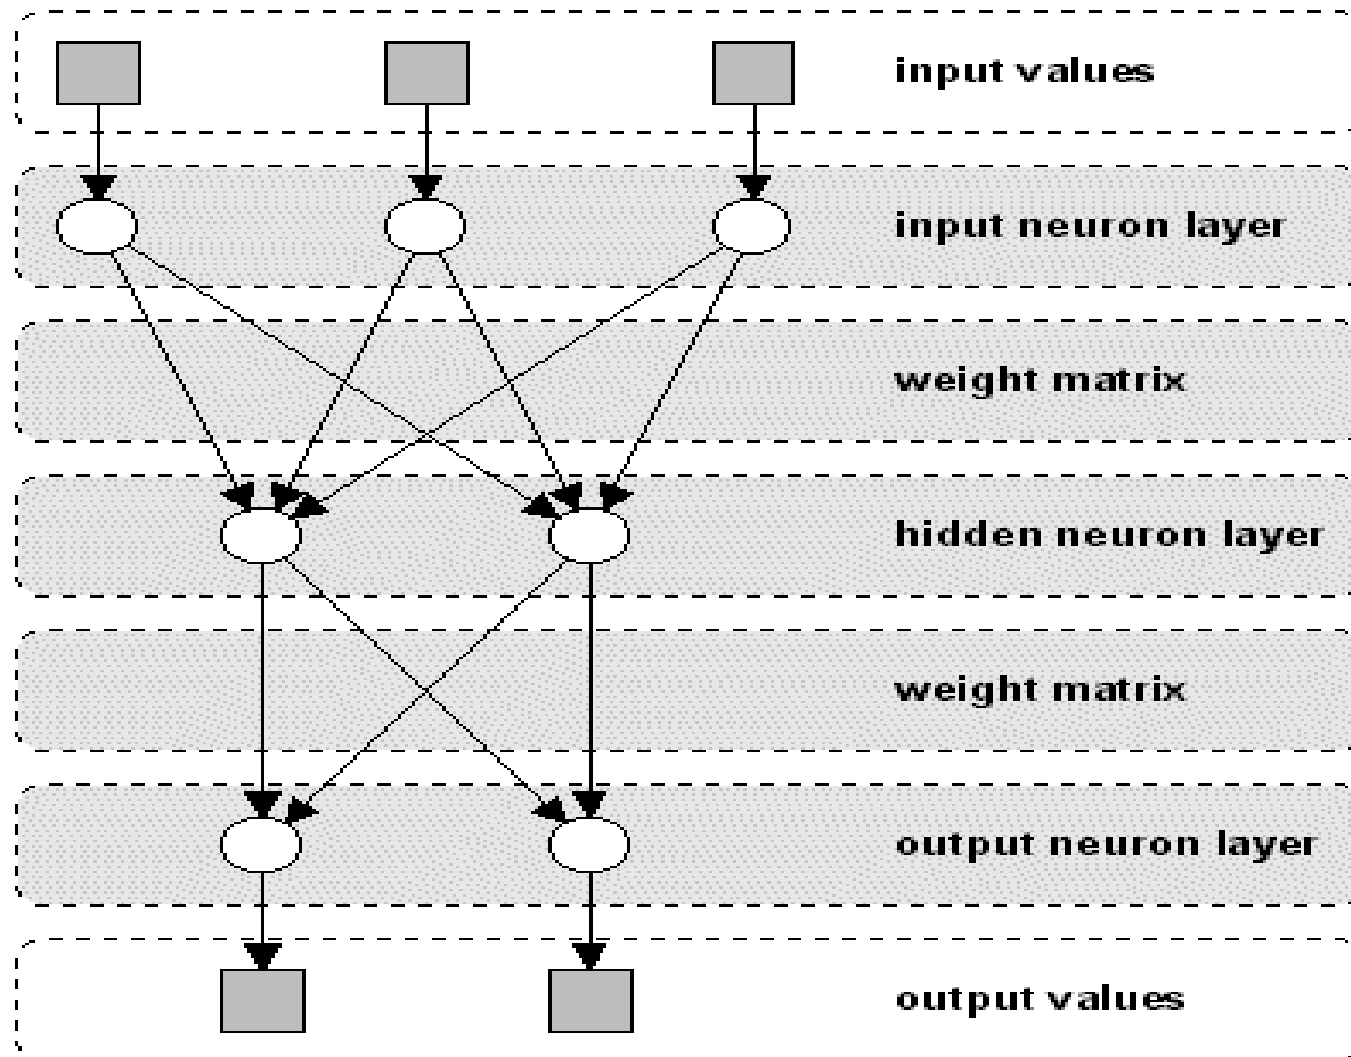 input values
input neuron layer
weight matrix
hidden neuron layer
weight matrix
output neuron layer
output values